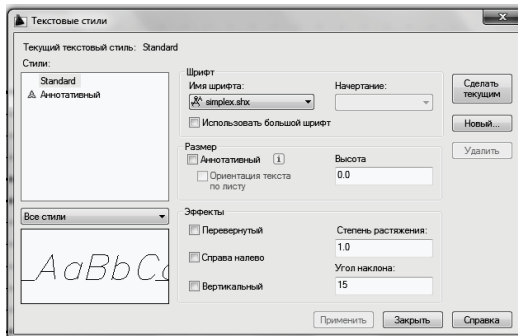 Текстовые стили
Текущий текстовый стиль: Standard
Стили:
Standard
Аннотативный
Все стили
AaBbCc
Шрифт
Имя шрифта:
simplex.shx
Начертание:
Использовать большой шрифт
Размер
Аннотативный
Ориентация текста
по листу
Высота
0.0
Эффекты
Перевернутый
Справа налево
Вертикальный
Степень растяжения:
1.0
Угол наклона:
15
Сделать
текущим
Новый...
Удалить
Применить Закрыть Справка